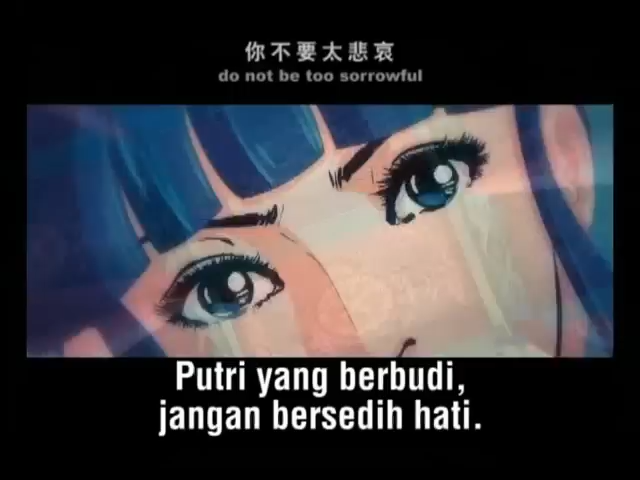 你不要太悲哀
do not be too sorrowful
Putri yang berbudi,
jangan bersedih hati.